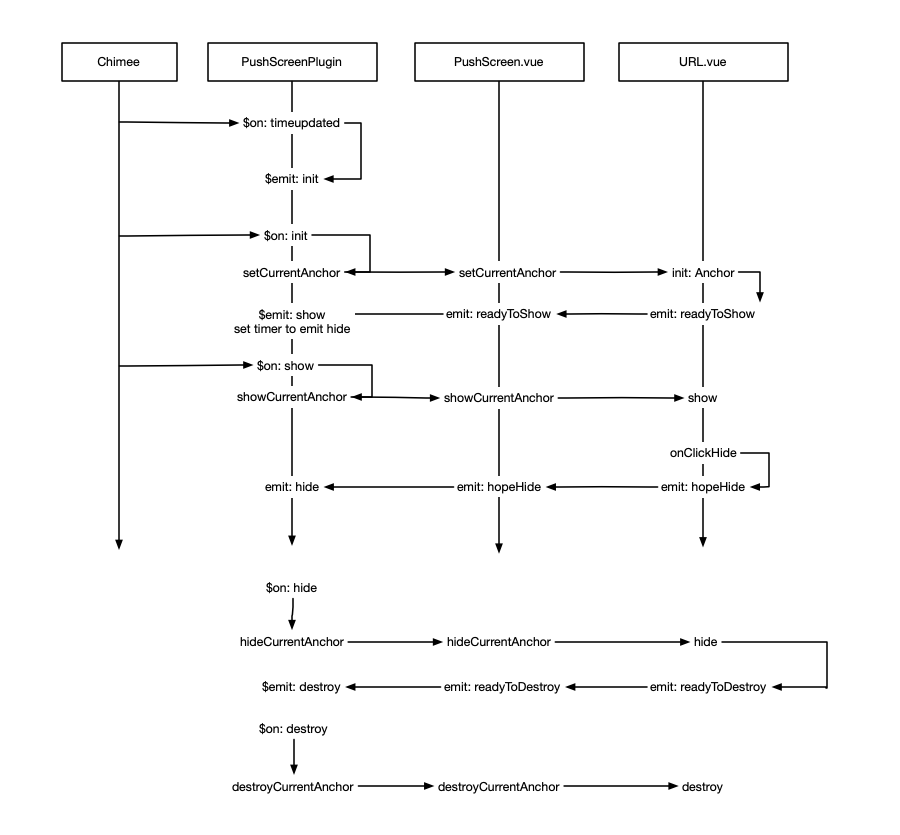 Chimee
PushScreenPlugin
PushScreen.vue
URL.vue
$on: timeupdated
$emit: init
$on: init
setCurrentAnchor
setCurrentAnchor
init: Anchor
$emit: show
set timer to emit hide
emit: readyToShow
emit: readyToShow
$on: show
showCurrentAnchor
showCurrentAnchor
show
onClickHide
emit: hide
emit: hopeHide
emit: hopeHide
$on: hide
hideCurrentAnchor
hideCurrentAnchor
hide
$emit: destroy
emit: readyToDestroy
emit: readyToDestroy
$on: destroy
destroyCurrentAnchor
destroyCurrentAnchor
destroy